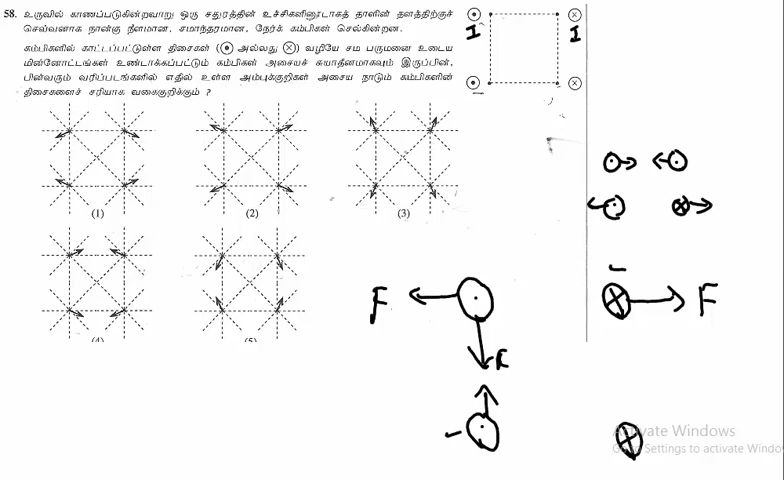 58. உருவில் காணப்படுகின்றவாறு ஒரு சதுரத்தின் உச்சிகளினூடாகத் தாளின் தளத்திற்குச்
செவ்வனாக நான்கு நீளமான, சமாந்தரமான, நேர்க் கம்பிகள் செல்கின்றன.
கம்பிகளில் காட்டப்பட்டுள்ள திசைகள் (⊙ அல்லது ⊗) வழியே சம பருமனை உடைய
மின்னோட்டங்கள் உண்டாக்கப்பட்டும் கம்பிகள் அசையச் சுயாதீனமாகவும் இருப்பின்,
பின்வரும் வரிப்படங்களில் எதில் உள்ள அம்புக்குறிகள் அசைய நாடும் கம்பிகளின்
திசைகளைச் சரியாக வகைகுறிக்கும் ?
I I
(1) (2) (3)
(4) (5)
F F
Activate Windows
Go to Settings to activate Windo